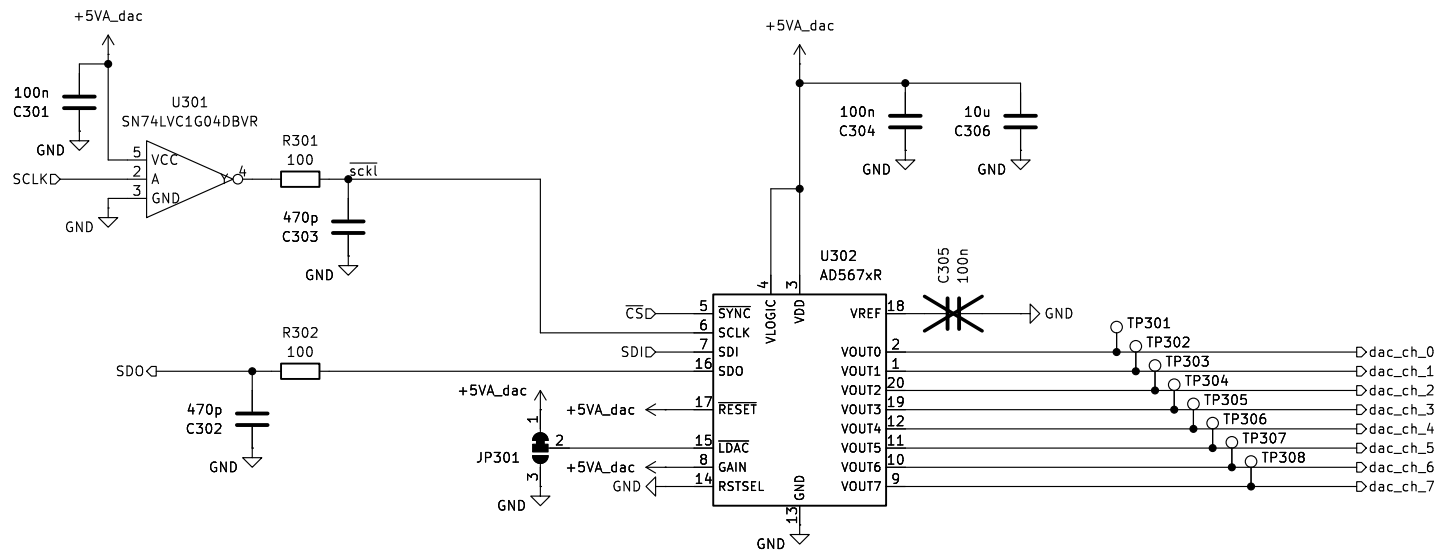 +5VA_dac
100n
C301
GND
U301
SN74LVC1G04DBVR
5 VCC
SCLK 2 A Y 4
3 GND
GND
R301
100
sckl
470p
C303
GND
+5VA_dac
100n
C304
GND
10u
C306
GND
U302
AD567xR
4 VLOGIC
3 VDD
CS 5 SYNC
6 SCLK
SDI 7 SDI
16 SDO
+5VA_dac 17 RESET
15 LDAC
+5VA_dac 8 GAIN
GND 14 RSTSEL
GND 13
GND
VREF 18
C305
100n
GND
VOUT0 2 TP301 dac_ch_0
VOUT1 1 TP302 dac_ch_1
VOUT2 20 TP303 dac_ch_2
VOUT3 19 TP304 dac_ch_3
VOUT4 12 TP305 dac_ch_4
VOUT5 11 TP306 dac_ch_5
VOUT6 10 TP307 dac_ch_6
VOUT7 9 TP308 dac_ch_7
R302
100
SDO
470p
C302
GND
+5VA_dac
1
2
JP301
3
GND